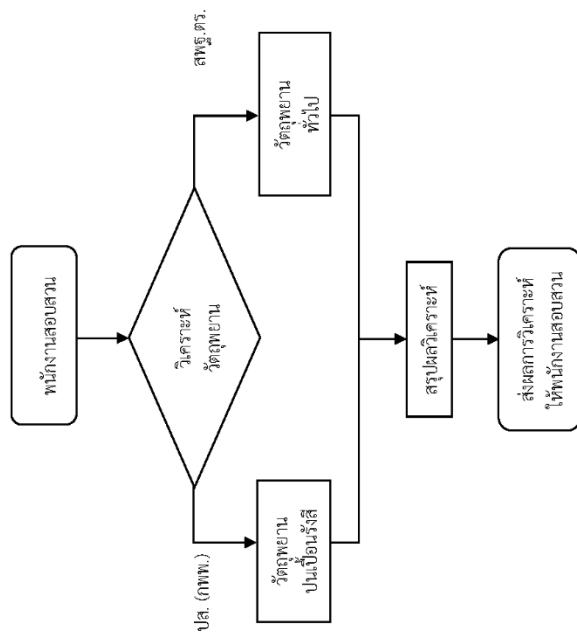 พนักงานสอบสวน
วิเคราะห์
วัตถุพยาน
ปส. (กพพ.)
สพฐ.ตร.
วัตถุพยาน
ปนเปื้อนรังสี
วัตถุพยาน
ทั่วไป
สรุปผลวิเคราะห์
ส่งผลการวิเคราะห์
ให้พนักงานสอบสวน